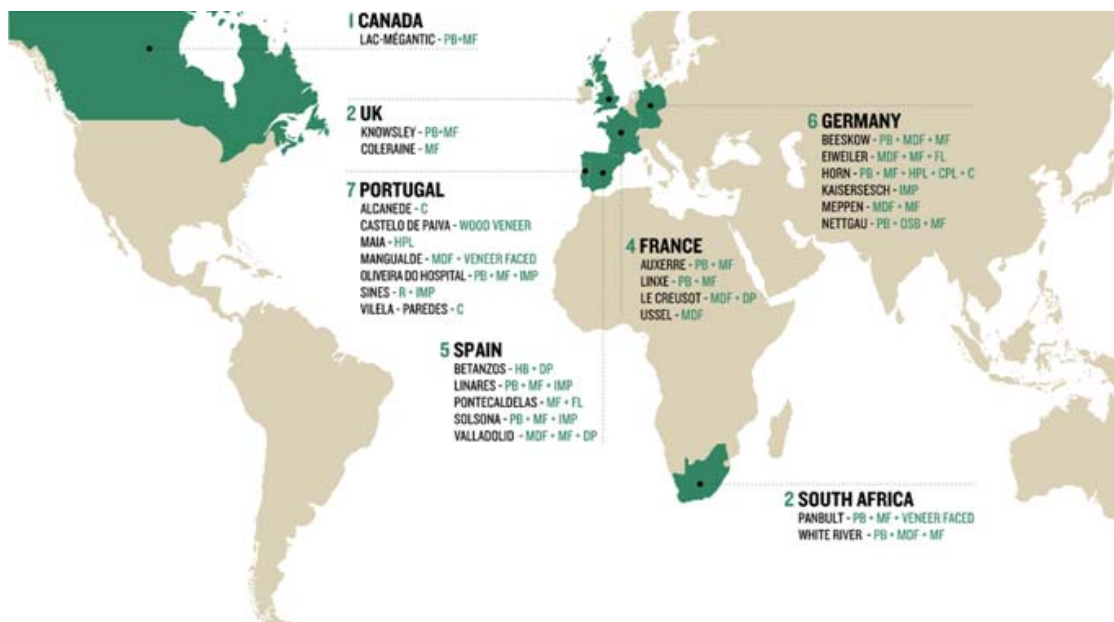 1 CANADA
LAC-MÉGANTIC - PB+MF
2 UK
KNOWSLEY - PB+MF
COLERAINE - MF
7 PORTUGAL
ALCANEDE - C
CASTELO DE PAIVA - WOOD VENEER
MAIA - HPL
MANGUALDE - MDF + VENEER FACED
OLIVEIRA DO HOSPITAL - PB + MF + IMP
SINES - R + IMP
VILELA - PAREDES - C
5 SPAIN
BETANZOS - HB + DP
LINARES - PB + MF + IMP
PONTECALDELAS - MF + FL
SOLSONA - PB + MF + IMP
VALLADOLID - MDF + MF + DP
4 FRANCE
AUXERRE - PB + MF
LINXE - PB + MF
LE CREUSOT - MDF + DP
USSEL - MDF
6 GERMANY
BEESKOW - PB + MDF + MF
EIWEILER - MDF + MF + FL
HORN - PB + MF + HPL + CPL + C
KAISERSESCH - IMP
MEPPEN - MDF + MF
NETTGAU - PB + OSB + MF
2 SOUTH AFRICA
PANBULT - PB + MF + VENEER FACED
WHITE RIVER - PB + MDF + MF